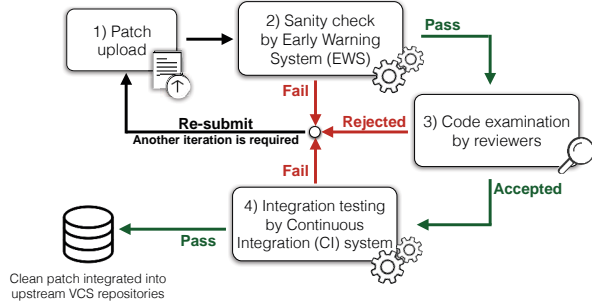 1) Patch
upload
2) Sanity check
by Early Warning
System (EWS)
Pass
Fail
Re-submit
Another iteration is required
Rejected
3) Code examination
by reviewers
Fail
Accepted
4) Integration testing
by Continuous
Integration (CI) system
Pass
Clean patch integrated into
upstream VCS repositories